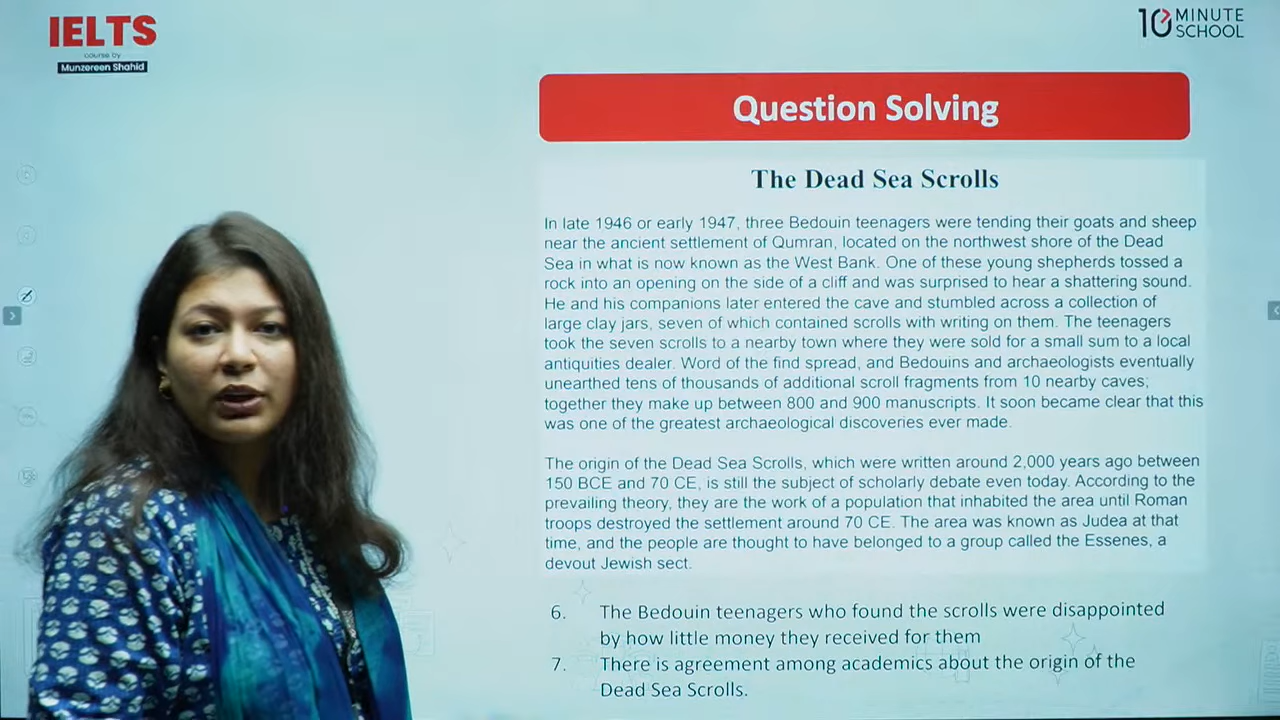 IELTS
course by
Munzereen Shahid
10 MINUTE
SCHOOL
Question Solving
The Dead Sea Scrolls
In late 1946 or early 1947, three Bedouin teenagers were tending their goats and sheep
near the ancient settlement of Qumran, located on the northwest shore of the Dead
Sea in what is now known as the West Bank. One of these young shepherds tossed a
rock into an opening on the side of a cliff and was surprised to hear a shattering sound.
He and his companions later entered the cave and stumbled across a collection of
large clay jars, seven of which contained scrolls with writing on them. The teenagers
took the seven scrolls to a nearby town where they were sold for a small sum to a local
antiquities dealer. Word of the find spread, and Bedouins and archaeologists eventually
unearthed tens of thousands of additional scroll fragments from 10 nearby caves;
together they make up between 800 and 900 manuscripts. It soon became clear that this
was one of the greatest archaeological discoveries ever made.
The origin of the Dead Sea Scrolls, which were written around 2,000 years ago between
150 BCE and 70 CE, is still the subject of scholarly debate even today. According to the
prevailing theory, they are the work of a population that inhabited the area until Roman
troops destroyed the settlement around 70 CE. The area was known as Judea at that
time, and the people are thought to have belonged to a group called the Essenes, a
devout Jewish sect.
6. The Bedouin teenagers who found the scrolls were disappointed
by how little money they received for them
7. There is agreement among academics about the origin of the
Dead Sea Scrolls.